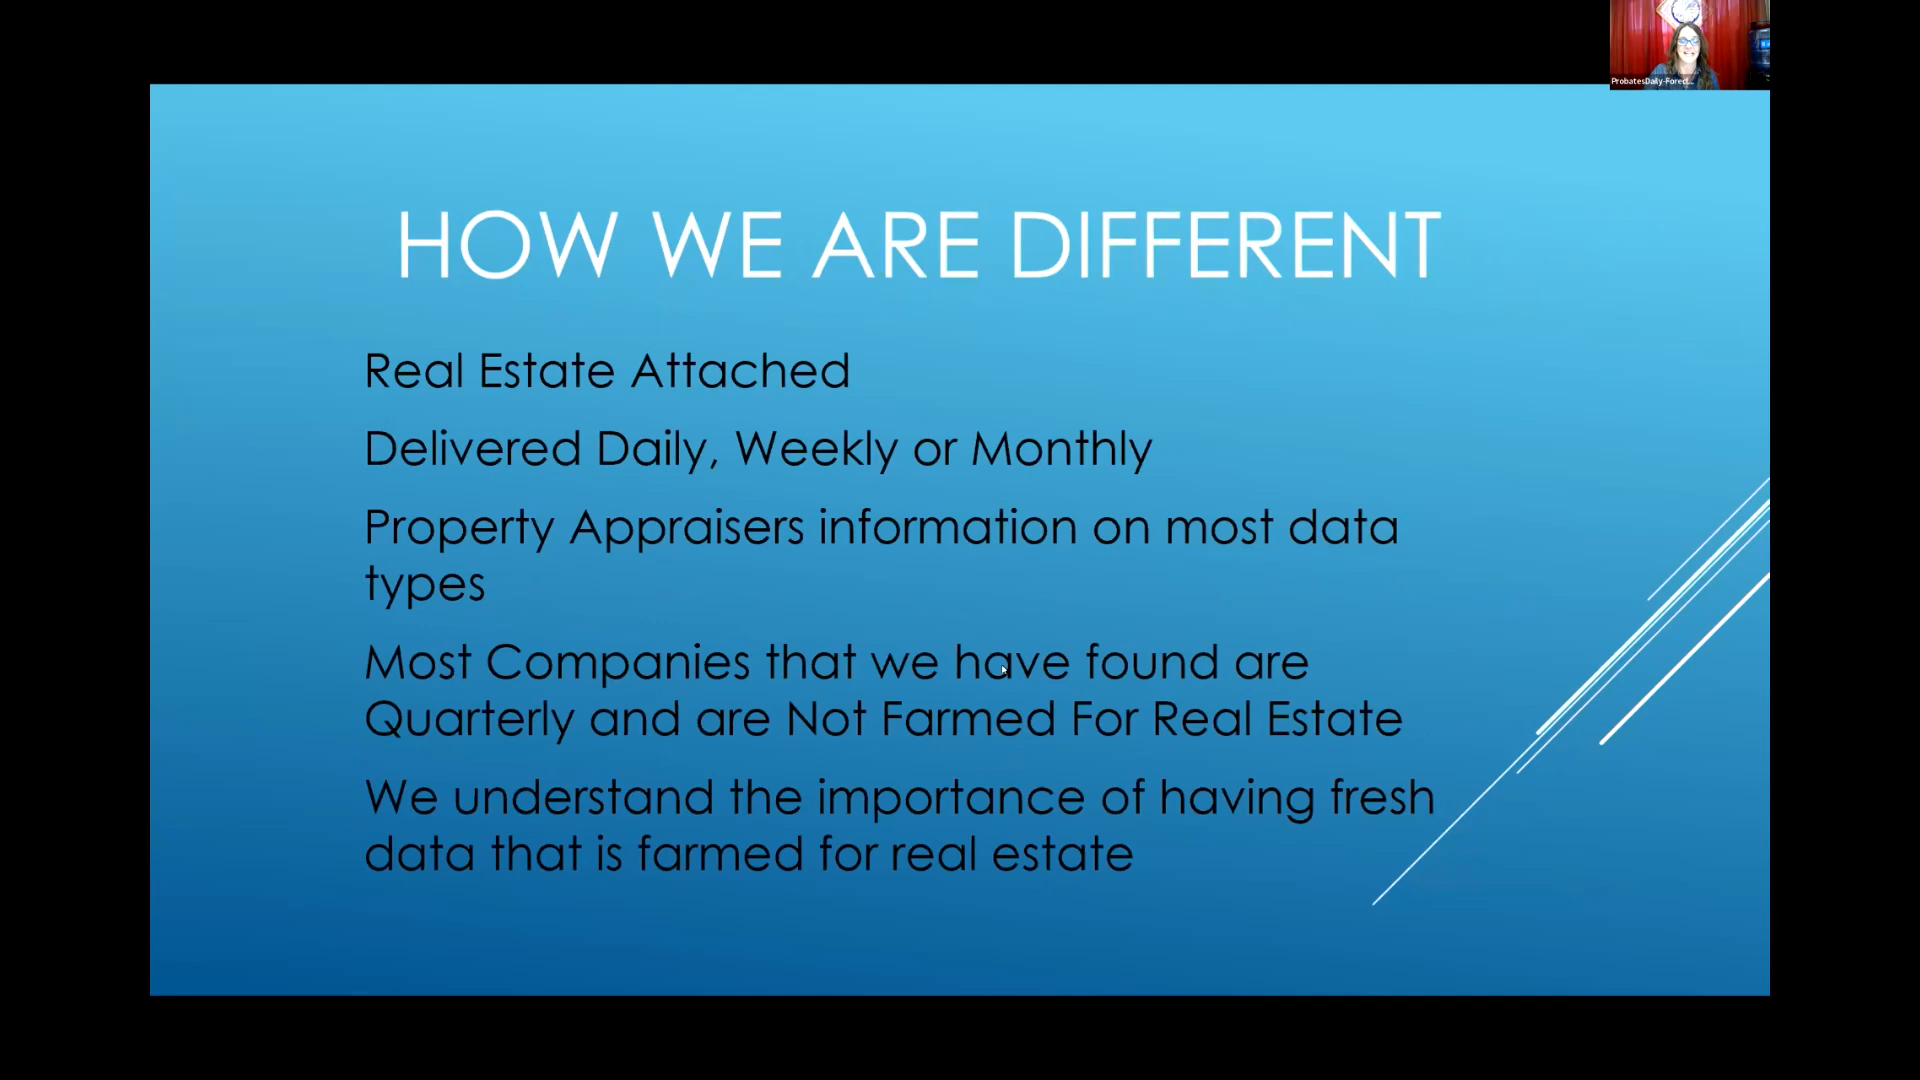 ProbatesDaily-Forecl...
HOW WE ARE DIFFERENT
Real Estate Attached
Delivered Daily, Weekly or Monthly
Property Appraisers information on most data
types
Most Companies that we have found are
Quarterly and are Not Farmed For Real Estate
We understand the importance of having fresh
data that is farmed for real estate